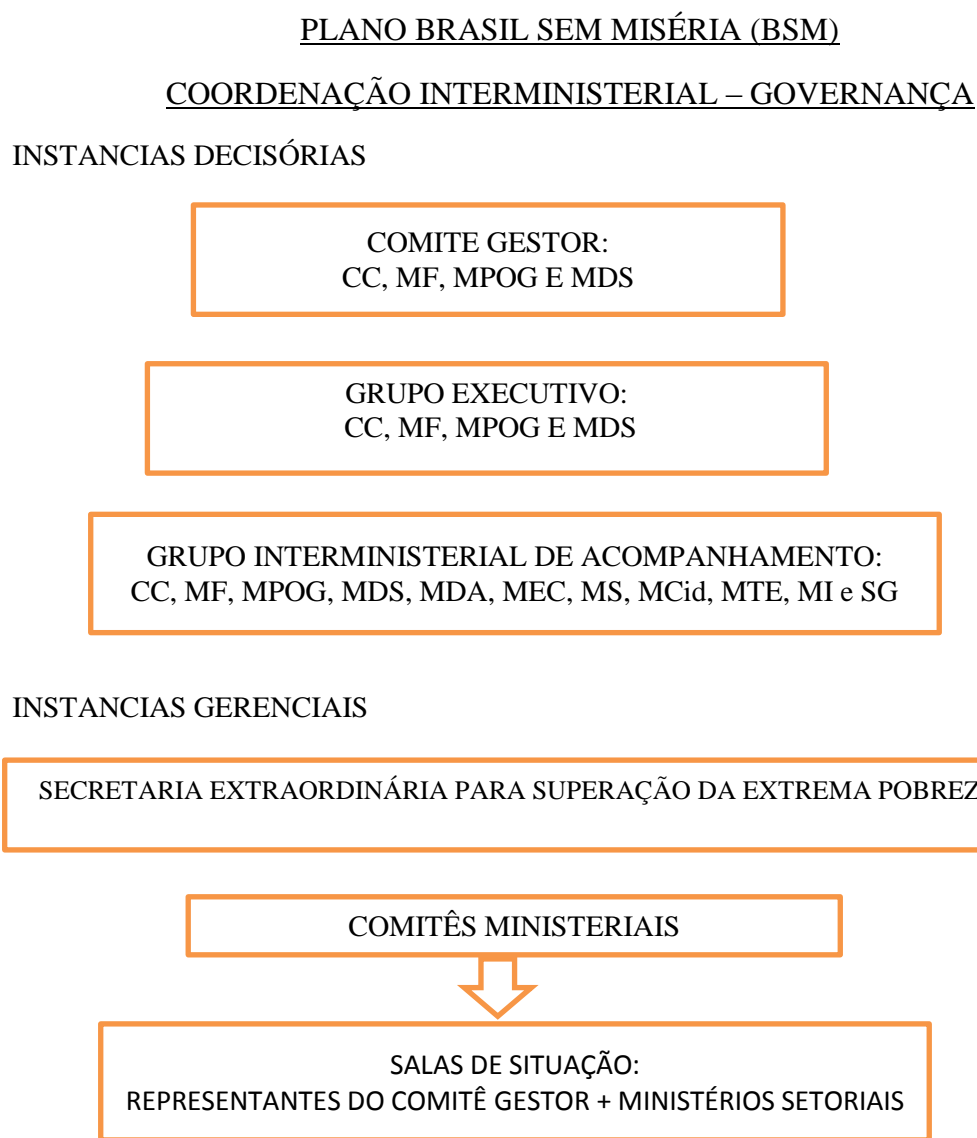 PLANO BRASIL SEM MISÉRIA (BSM)
COORDENAÇÃO INTERMINISTERIAL – GOVERNANÇA
INSTANCIAS DECISÓRIAS
COMITE GESTOR:
CC, MF, MPOG E MDS
GRUPO EXECUTIVO:
CC, MF, MPOG E MDS
GRUPO INTERMINISTERIAL DE ACOMPANHAMENTO:
CC, MF, MPOG, MDS, MDA, MEC, MS, MCid, MTE, MI e SG
INSTANCIAS GERENCIAIS
SECRETARIA EXTRAORDINÁRIA PARA SUPERAÇÃO DA EXTREMA POBREZ
COMITÊS MINISTERIAIS
SALAS DE SITUAÇÃO:
REPRESENTANTES DO COMITÊ GESTOR + MINISTÉRIOS SETORIAIS